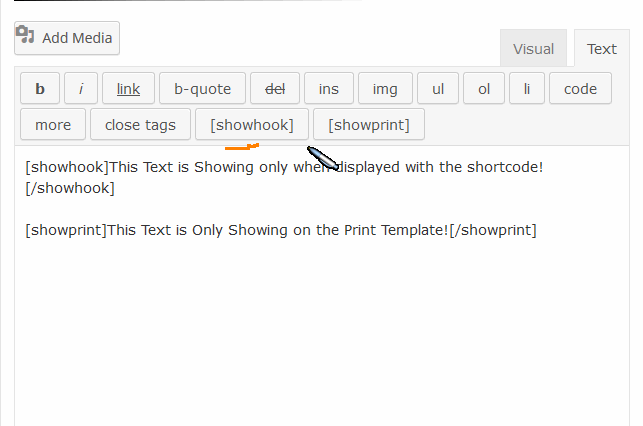 Add Media
Visual Text
b i link b-quote del ins img ul ol li code
more close tags [showhook] [showprint]
[showhook]This Text is Showing only when displayed with the shortcode!
[/showhook]
[showprint]This Text is Only Showing on the Print Template![/showprint]